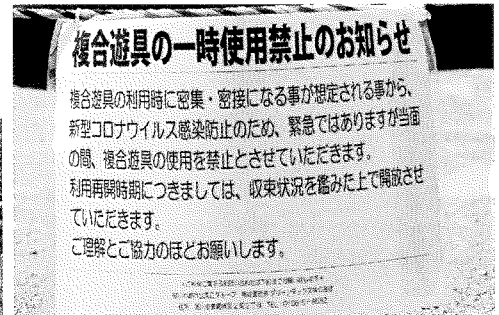 複合遊具の一時使用禁止のお知らせ
複合遊具の利用時に密集・密接になる事が想定される事から、
新型コロナウイルス感染防止のため、緊急ではありますが当面
の間、複合遊具の使用を禁止とさせていただきます。
利用再開時期につきましては、収束状況を鑑みた上で開放させ
ていただきます。
ご理解とご協力のほどお願いします。